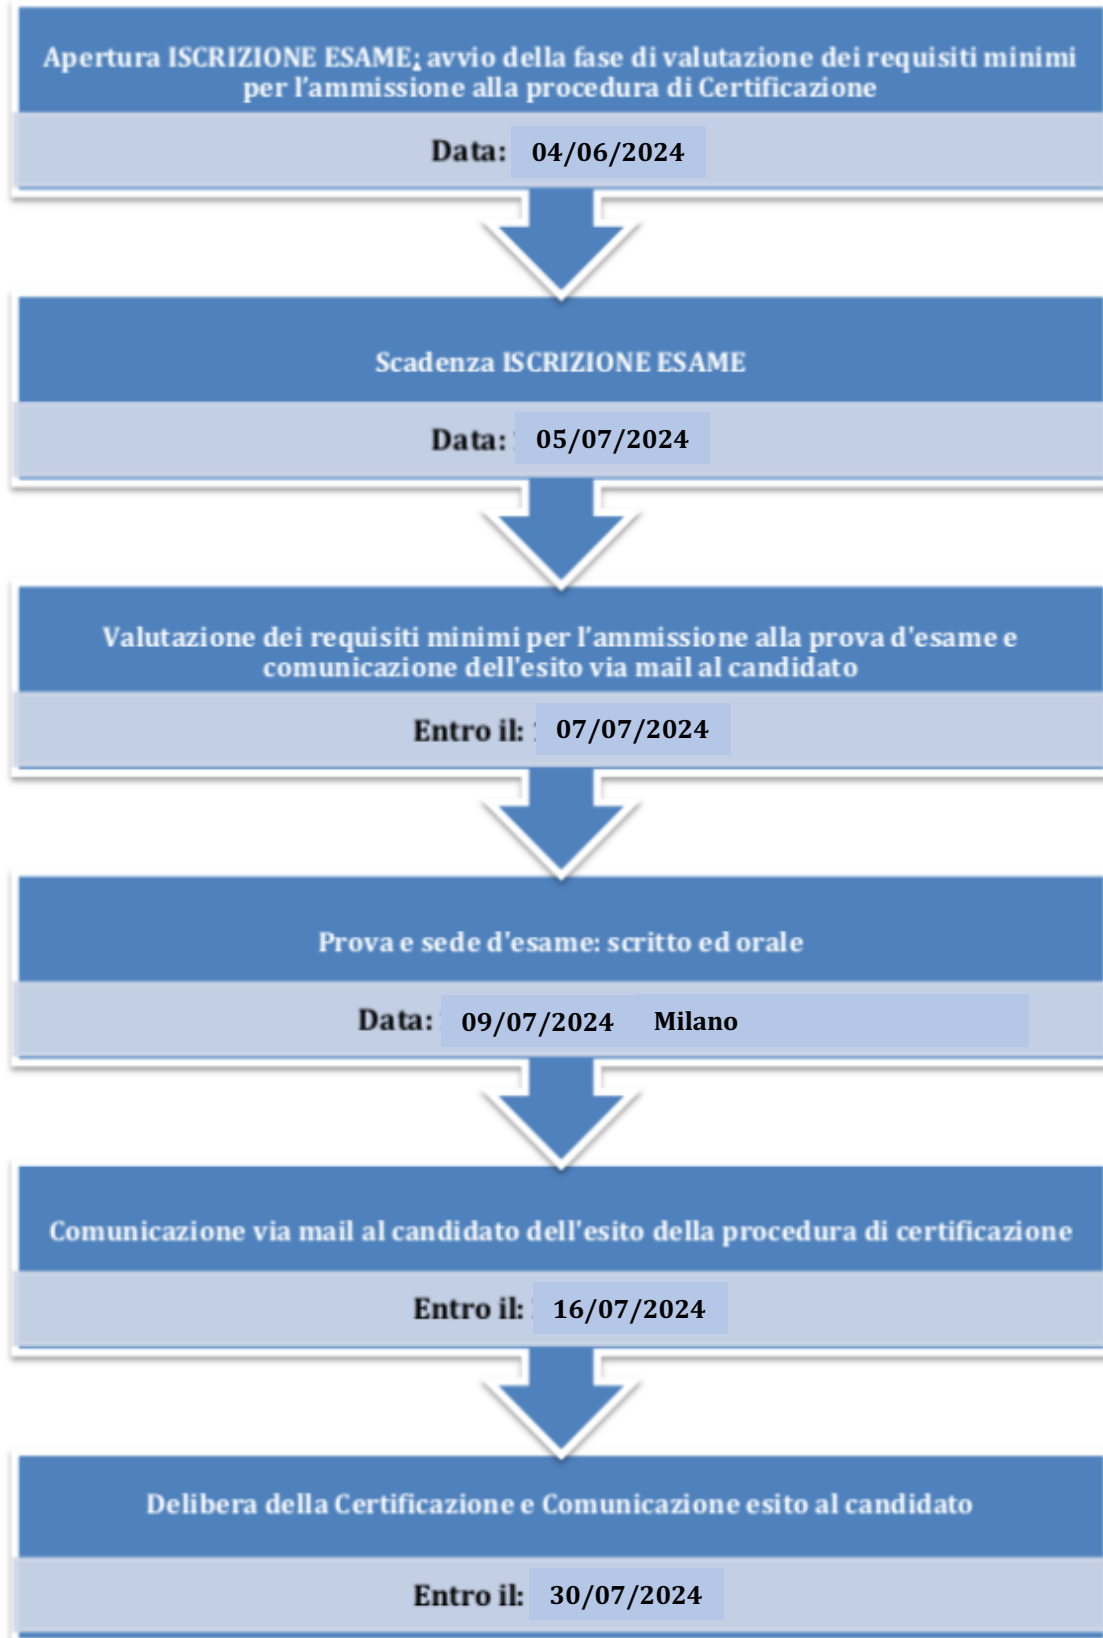 Apertura ISCRIZIONE ESAME; avvio della fase di valutazione dei requisiti minimi
per l'ammissione alla procedura di Certificazione
Data: 04/06/2024
Scadenza ISCRIZIONE ESAME
Data: 05/07/2024
Valutazione dei requisiti minimi per l'ammissione alla prova d'esame e
comunicazione dell'esito via mail al candidato
Entro il: 07/07/2024
Prova e sede d'esame: scritto ed orale
Data: 09/07/2024 Milano
Comunicazione via mail al candidato dell'esito della procedura di certificazione
Entro il: 16/07/2024
Delibera della Certificazione e Comunicazione esito al candidato
Entro il: 30/07/2024